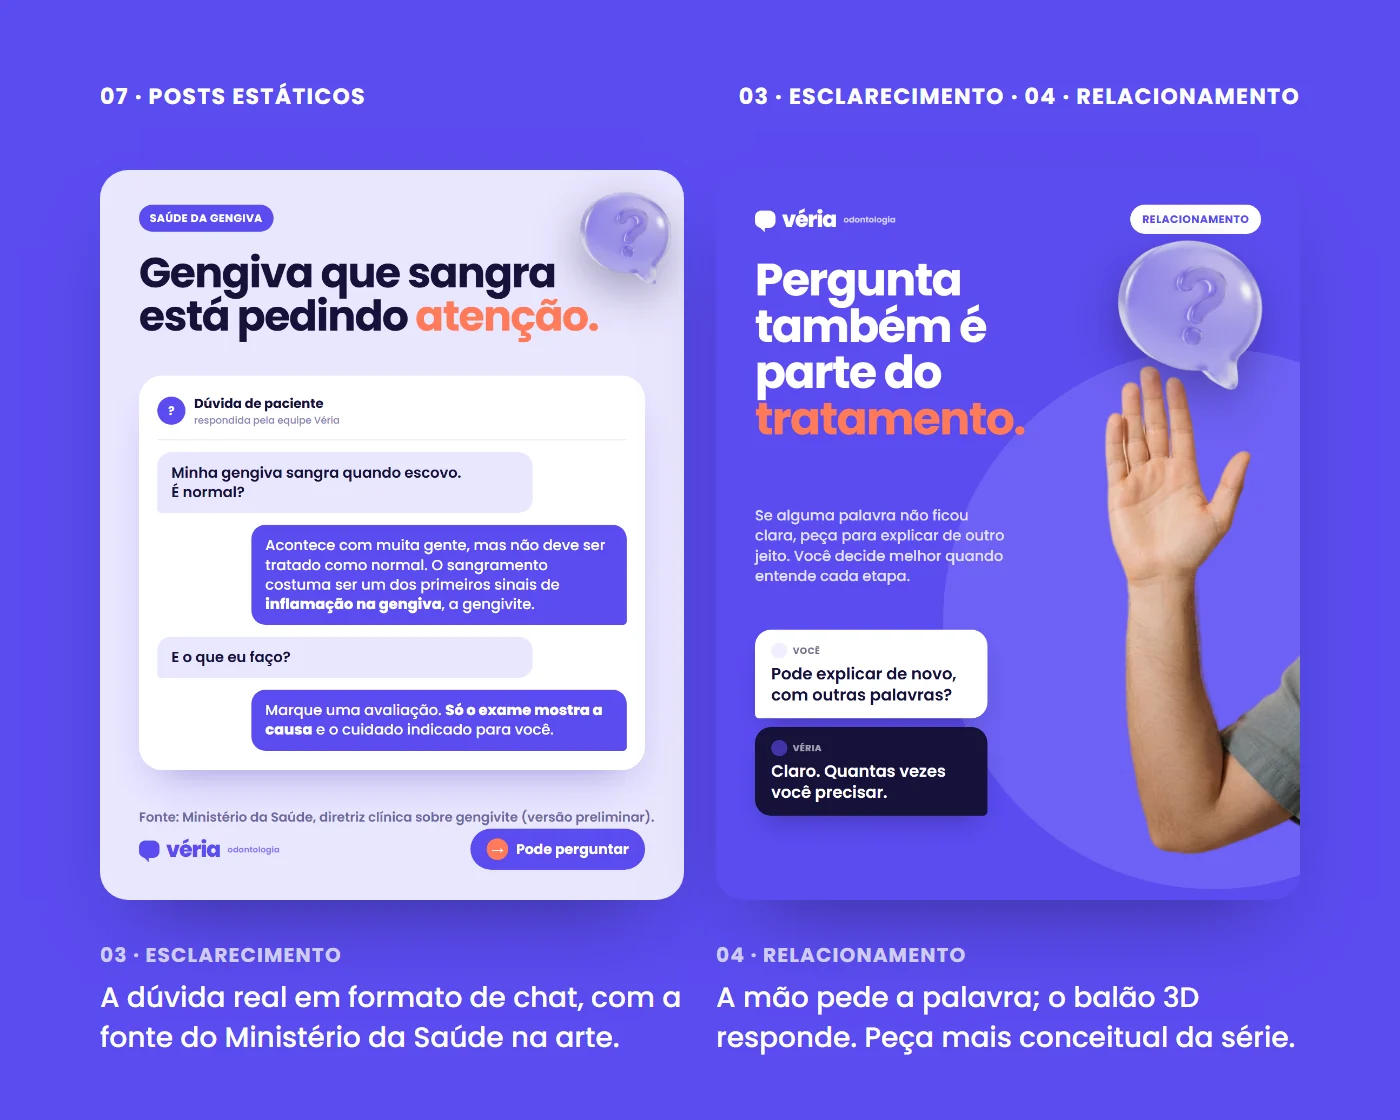 07 · POSTS ESTÁTICOS
03 · ESCLARECIMENTO · 04 · RELACIONAMENTO
SAÚDE DA GENGIVA
?
Gengiva que sangra
está pedindo atenção.
?
Dúvida de paciente
respondida pela equipe Véria
Minha gengiva sangra quando escovo.
É normal?
Acontece com muita gente, mas não deve ser
tratado como normal. O sangramento
costuma ser um dos primeiros sinais de
inflamação na gengiva, a gengivite.
E o que eu faço?
Marque uma avaliação. Só o exame mostra a
causa e o cuidado indicado para você.
Fonte: Ministério da Saúde, diretriz clínica sobre gengivite (versão preliminar).
véria odontologia
→ Pode perguntar
véria odontologia
RELACIONAMENTO
?
Pergunta
também é
parte do
tratamento.
Se alguma palavra não ficou
clara, peça para explicar de outro
jeito. Você decide melhor quando
entende cada etapa.
VOCÊ
Pode explicar de novo,
com outras palavras?
VÉRIA
Claro. Quantas vezes
você precisar.
03 · ESCLARECIMENTO
A dúvida real em formato de chat, com a
fonte do Ministério da Saúde na arte.
04 · RELACIONAMENTO
A mão pede a palavra; o balão 3D
responde. Peça mais conceitual da série.